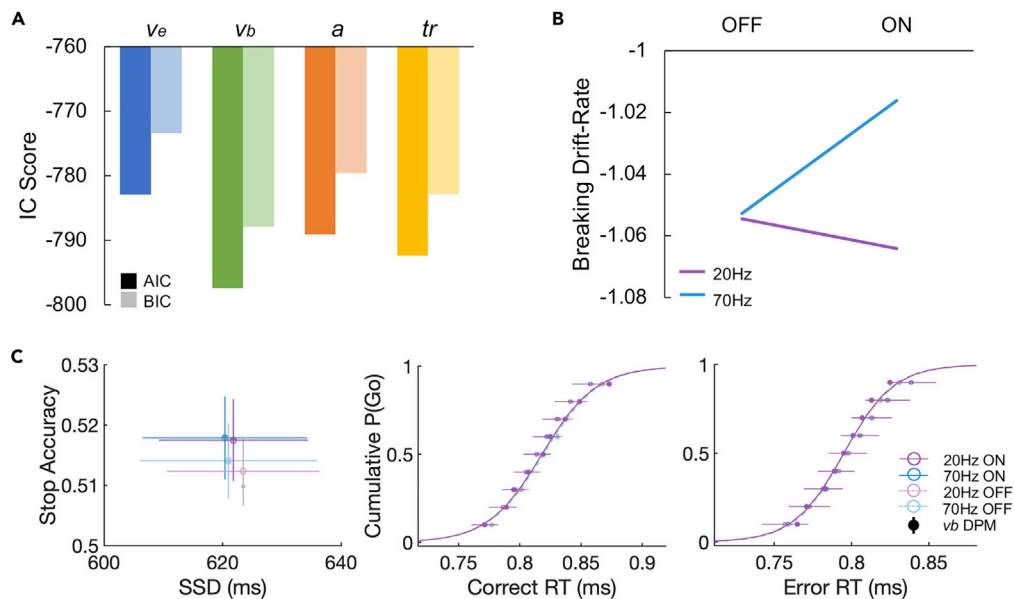 A
ve
vb
a
tr
-760
-770
-780
-790
-800
IC Score
AIC
BIC
B
OFF
ON
-1
-1.02
-1.04
-1.06
-1.08
Breaking Drift-Rate
20Hz
70Hz
C
0.53
0.52
0.51
0.5
Stop Accuracy
600
620
640
SSD (ms)
1
0.5
0
Cumulative P(Go)
0.75
0.8
0.85
0.9
Correct RT (ms)
1
0.5
0
0.75
0.8
0.85
Error RT (ms)
20Hz ON
70Hz ON
20Hz OFF
70Hz OFF
vb DPM